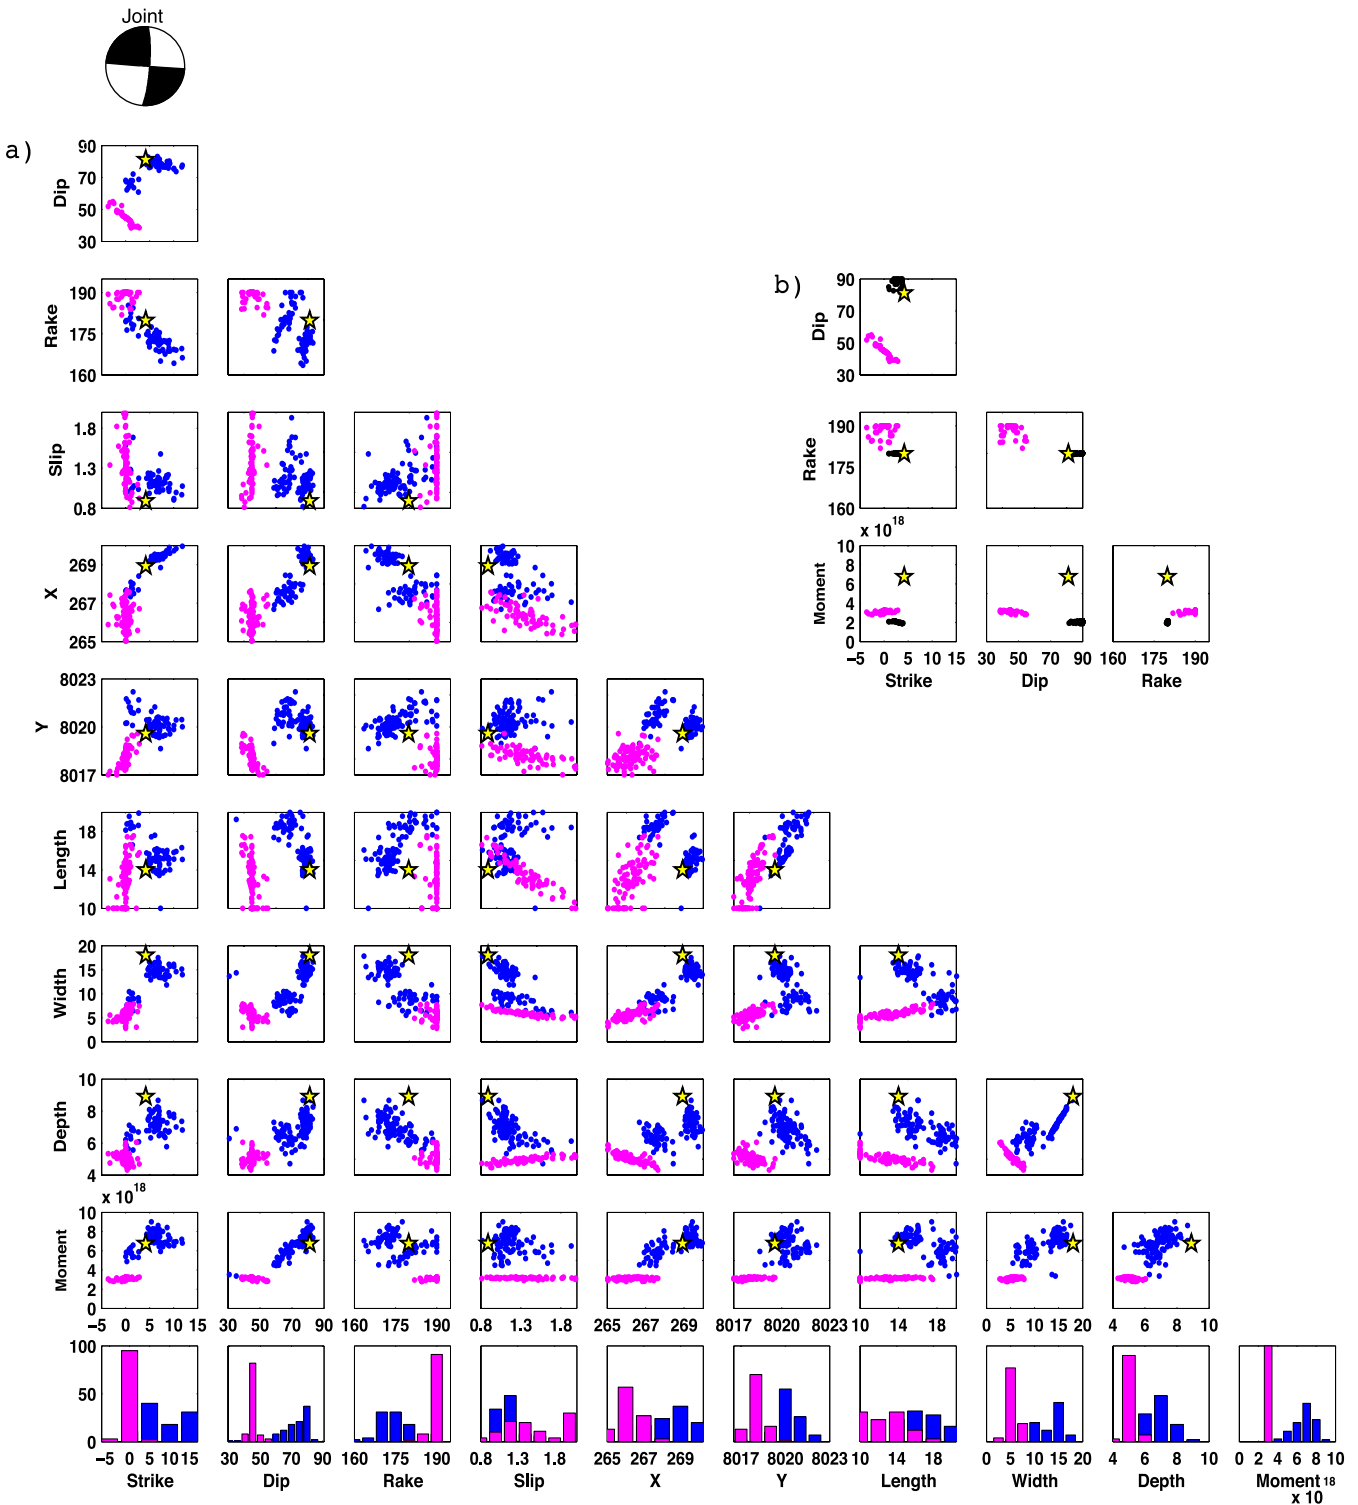 Joint
a)
90
70
50
30
Dip
190
175
160
Rake
b)
90
70
50
30
Dip
1.8
1.3
0.8
Slip
190
175
160
Rake
x 10 18
269
267
265
X
10
8
6
4
2
0
Moment
−5 0 5 10 15 30 50 70 90 160 175 190
Strike Dip Rake
8023
8020
8017
Y
18
14
10
Length
20
15
10
5
0
Width
10
8
6
4
Depth
x 10 18
10
8
6
4
2
0
Moment
−5 0 5 10 15 30 50 70 90 160 175 190 0.8 1.3 1.8 265 267 269 8017 8020 8023 10 14 18 0 5 10 15 20 4 6 8 10
100
50
0
0 5 10 15 30 50 70 90 160 175 190 0.8 1.3 1.8 265 267 269 8017 8020 8023 10 14 18 0 5 10 15 20 4 6 8 10 0 2 4 6 8 10
−5
Strike Dip Rake Slip X Y Length Width Depth Moment 18
x 10